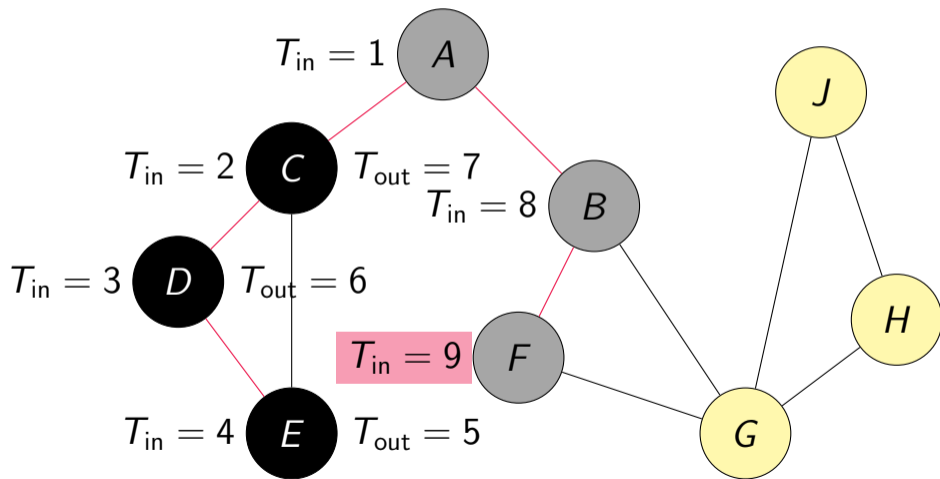 T_in = 1 A
J
T_in = 2 C T_out = 7
T_in = 8 B
T_in = 3 D T_out = 6
H
T_in = 9 F
T_in = 4 E T_out = 5
G